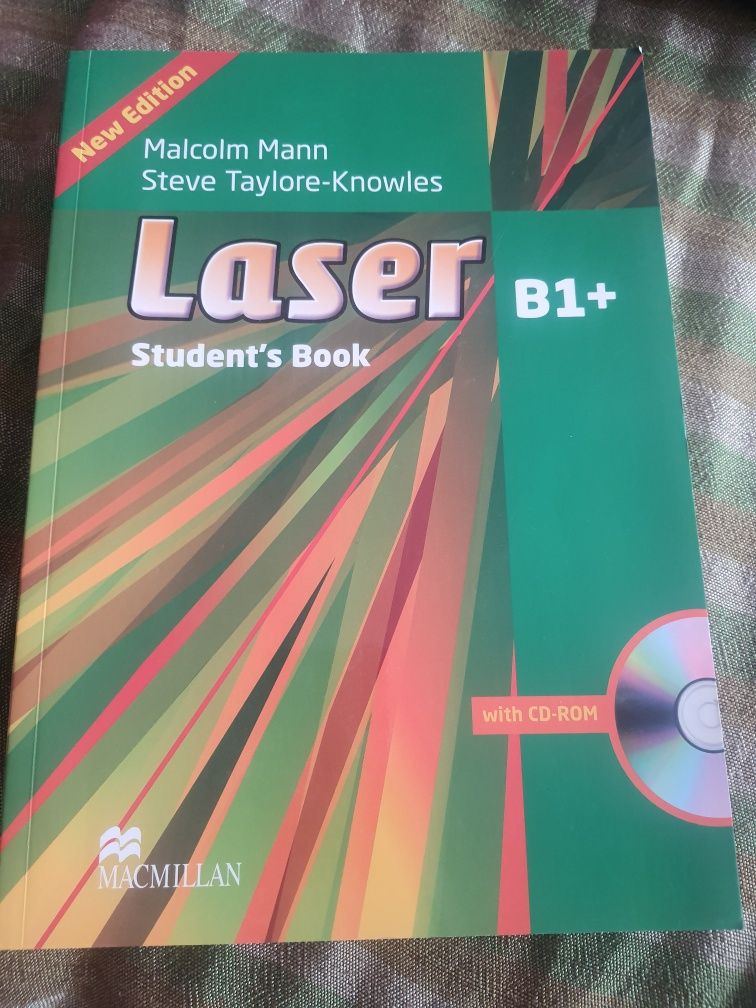 New Edition
Malcolm Mann
Steve Taylore-Knowles
Laser
B1+
Student's Book
with CD-ROM
MACMILLAN